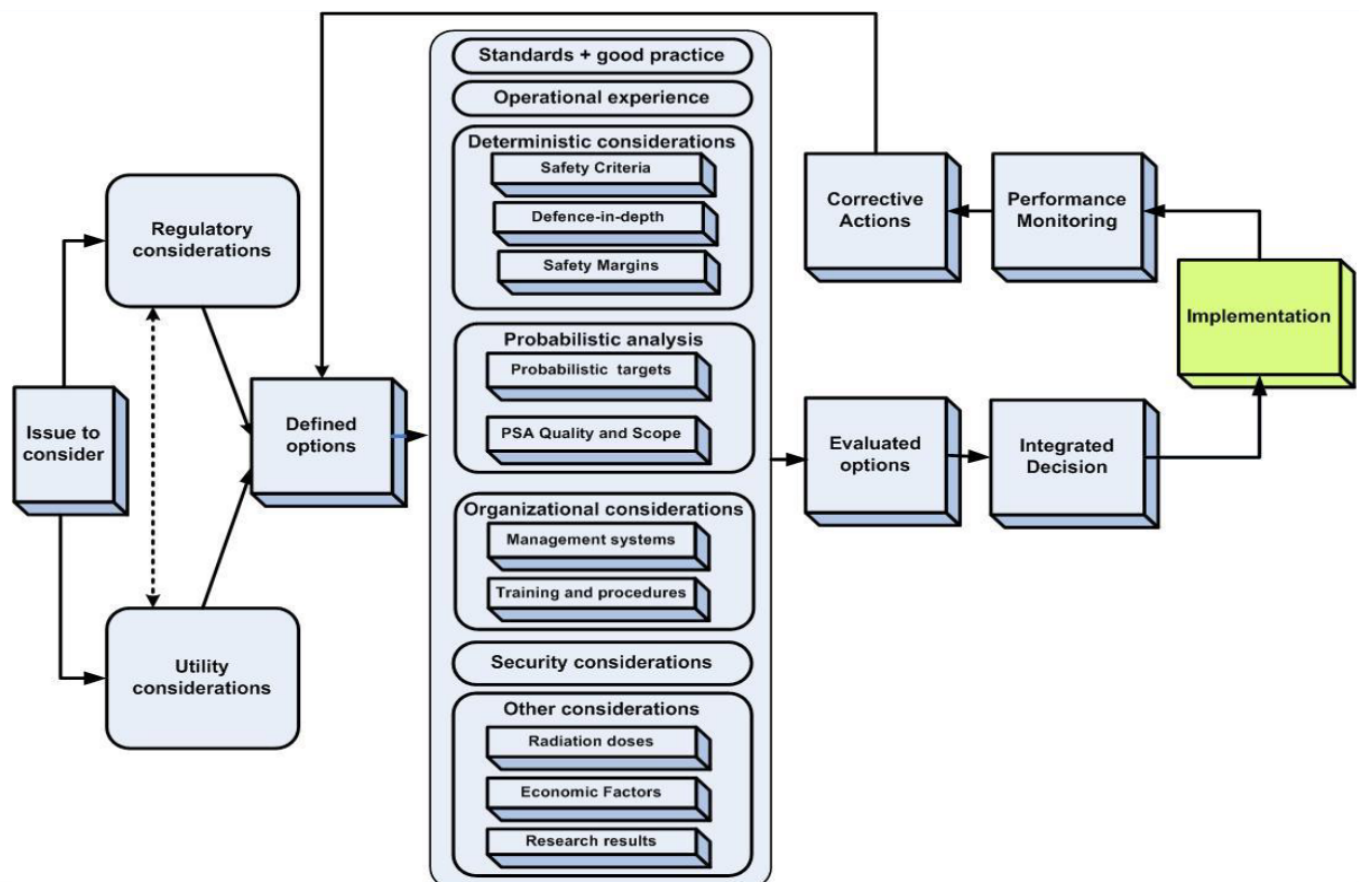 Issue to
consider
Regulatory
considerations
Utility
considerations
Defined
options
Standards + good practice
Operational experience
Deterministic considerations
Safety Criteria
Defence-in-depth
Safety Margins
Probabilistic analysis
Probabilistic targets
PSA Quality and Scope
Organizational considerations
Management systems
Training and procedures
Security considerations
Other considerations
Radiation doses
Economic Factors
Research results
Evaluated
options
Integrated
Decision
Implementation
Performance
Monitoring
Corrective
Actions